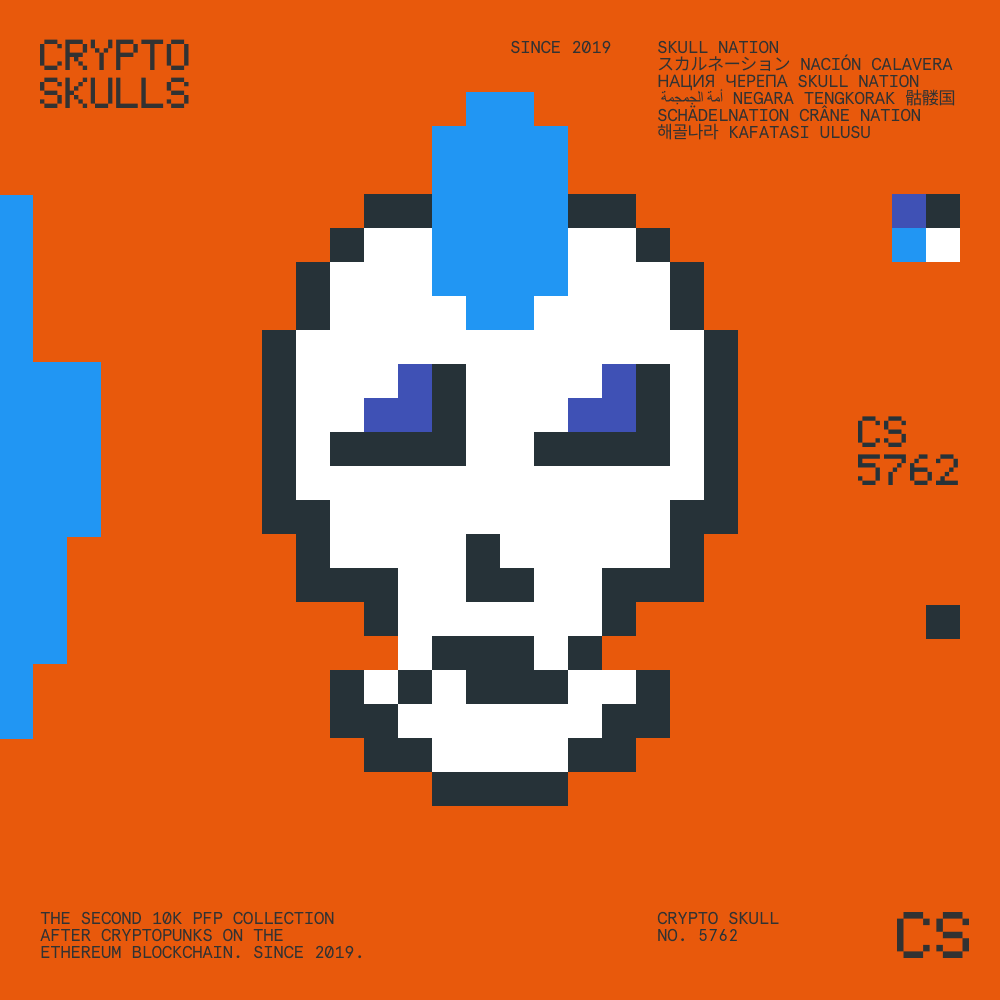 CRYPTO
SKULLS
SINCE 2019
SKULL NATION
スカルネーション NACIÓN CALAVERA
НАЦИЯ ЧЕРЕПА SKULL NATION
أمة الجمجمة NEGARA TENGKORAK 骷髅国
SCHÄDELNATION CRÂNE NATION
해골나라 KAFATASI ULUSU
CS
5762
THE SECOND 10K PFP COLLECTION
AFTER CRYPTOPUNKS ON THE
ETHEREUM BLOCKCHAIN. SINCE 2019.
CRYPTO SKULL
NO. 5762
CS